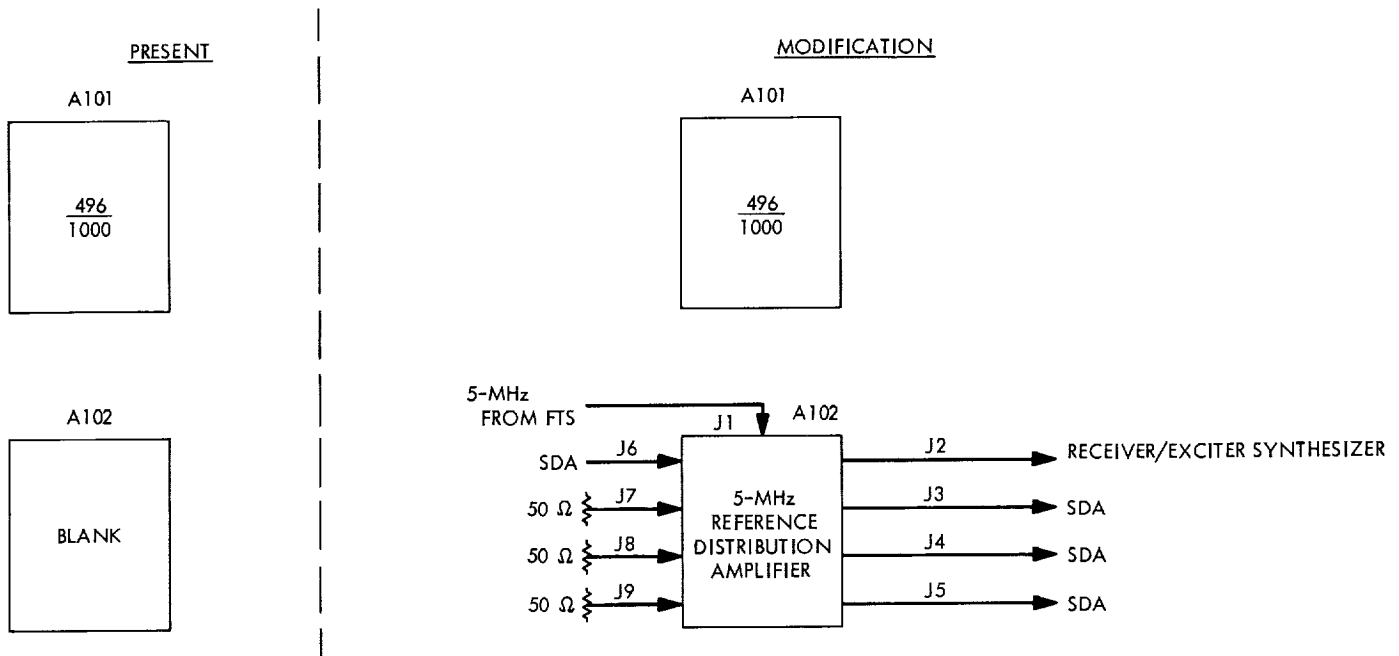 PRESENT
A101
496
1000
A102
BLANK
MODIFICATION
A101
496
1000
5-MHz
FROM FTS
J1
A102
SDA
J6
50 Ω
J7
50 Ω
J8
50 Ω
J9
5-MHz
REFERENCE
DISTRIBUTION
AMPLIFIER
J2
RECEIVER/EXCITER SYNTHESIZER
J3
SDA
J4
SDA
J5
SDA